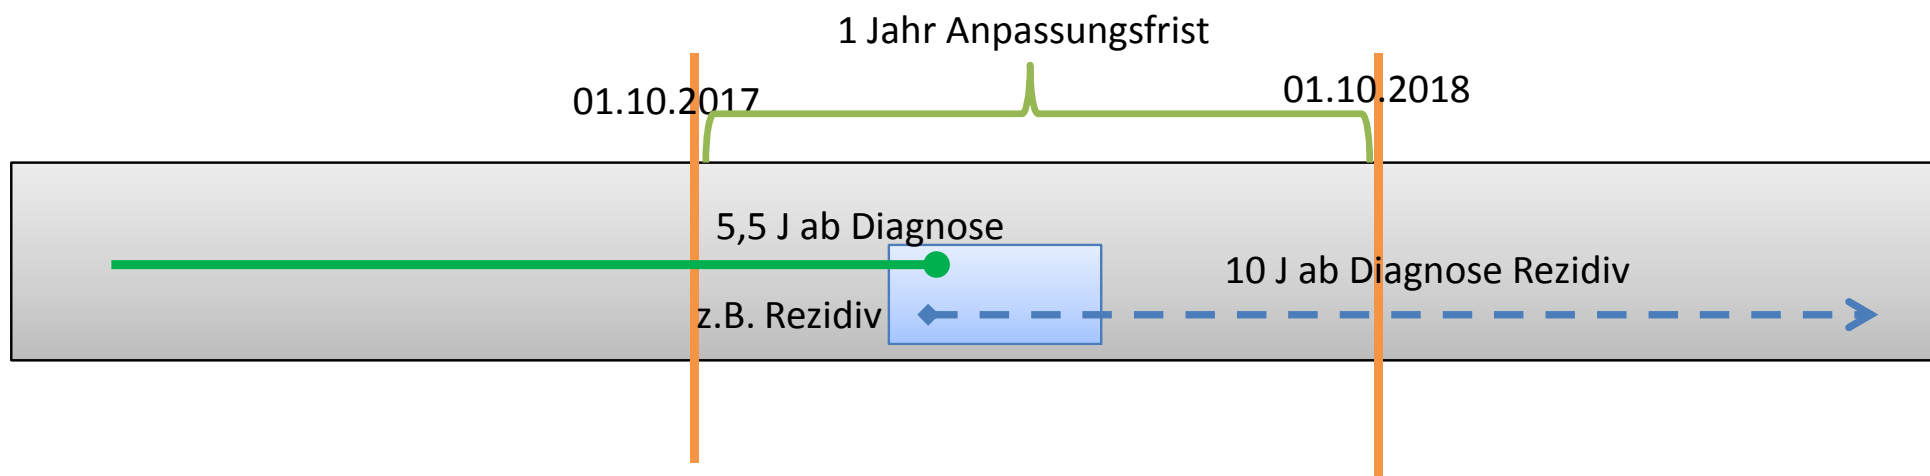 1 Jahr Anpassungsfrist
01.10.2017
01.10.2018
5,5 J ab Diagnose
10 J ab Diagnose Rezidiv
z.B. Rezidiv